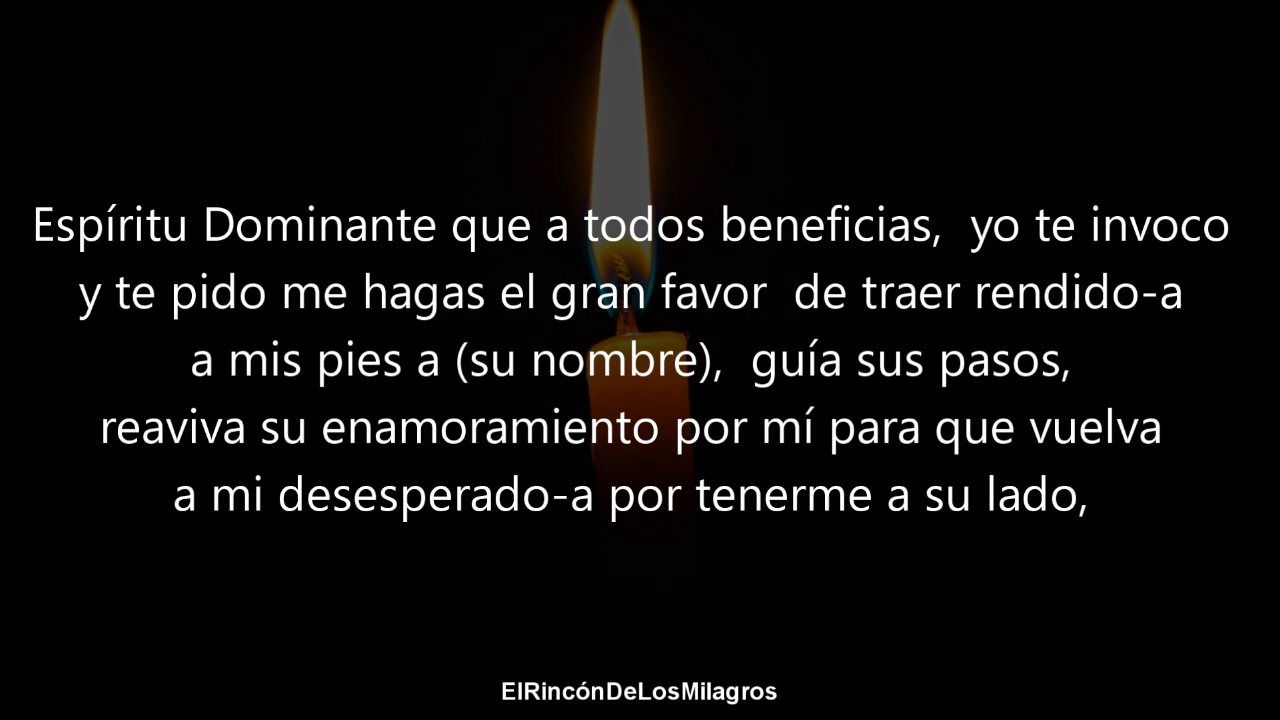 Espíritu Dominante que a todos beneficias, yo te invoco
y te pido me hagas el gran favor de traer rendido-a
a mis pies a (su nombre), guía sus pasos,
reaviva su enamoramiento por mí para que vuelva
a mi desesperado-a por tenerme a su lado,
ElRincónDeLosMilagros